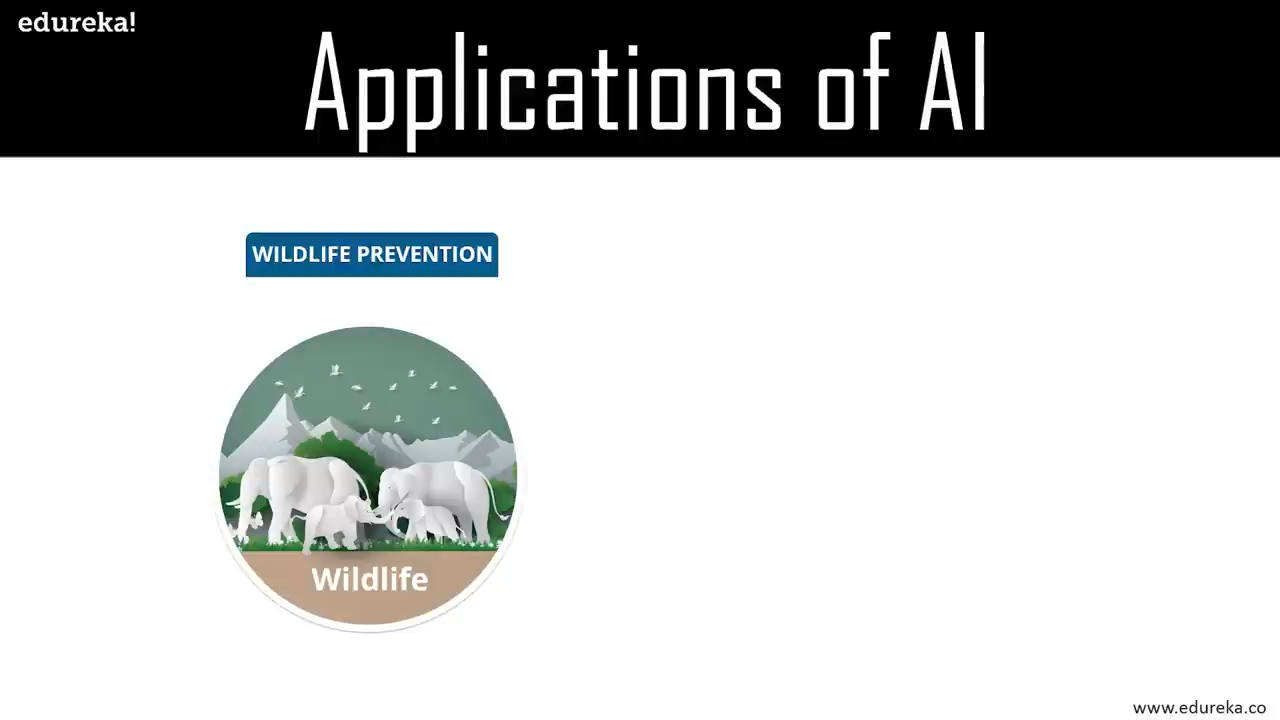 edureka!
Applications of AI
WILDLIFE PREVENTION
Wildlife
www.edureka.co